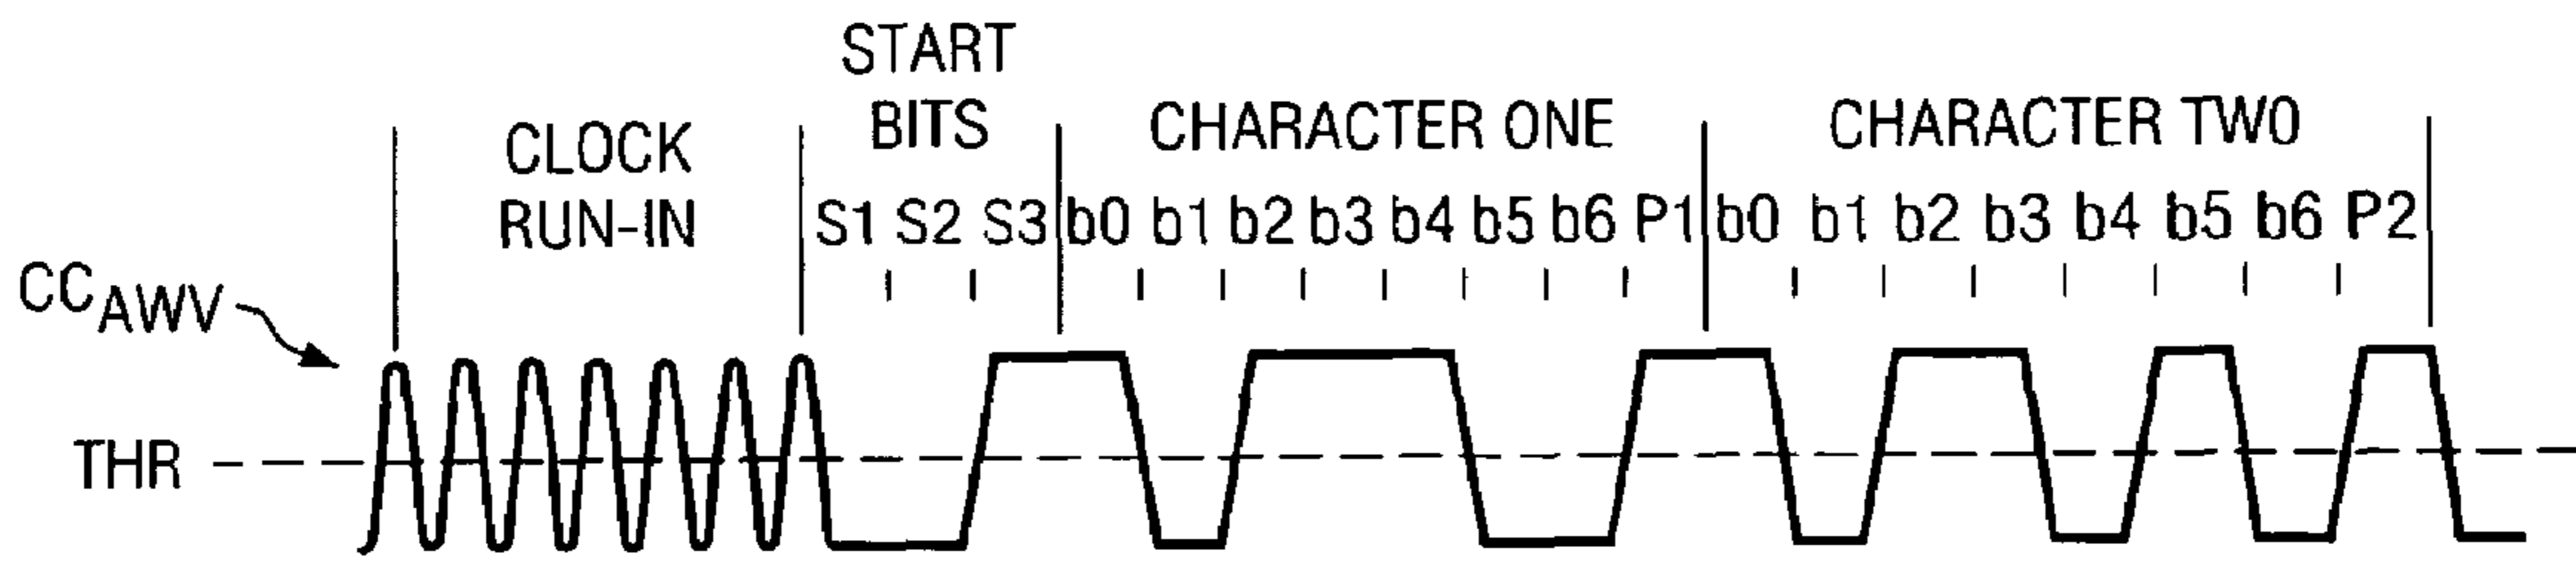 START
BITS
CLOCK
RUN-IN
CHARACTER ONE
CHARACTER TWO
S1 S2 S3 b0 b1 b2 b3 b4 b5 b6 P1 b0 b1 b2 b3 b4 b5 b6 P2
CCAWV
THR